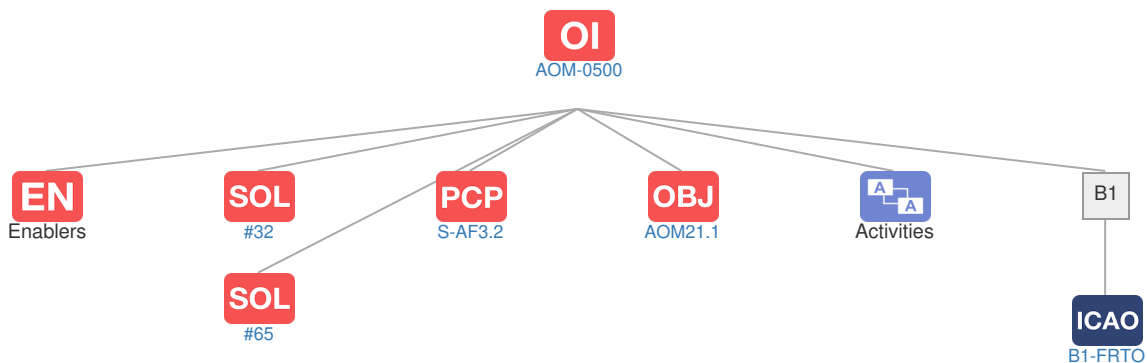 OI
AOM-0500
EN
Enablers
SOL
#32
PCP
S-AF3.2
OBJ
AOM21.1
A
A
Activities
B1
SOL
#65
ICAO
B1-FRTO